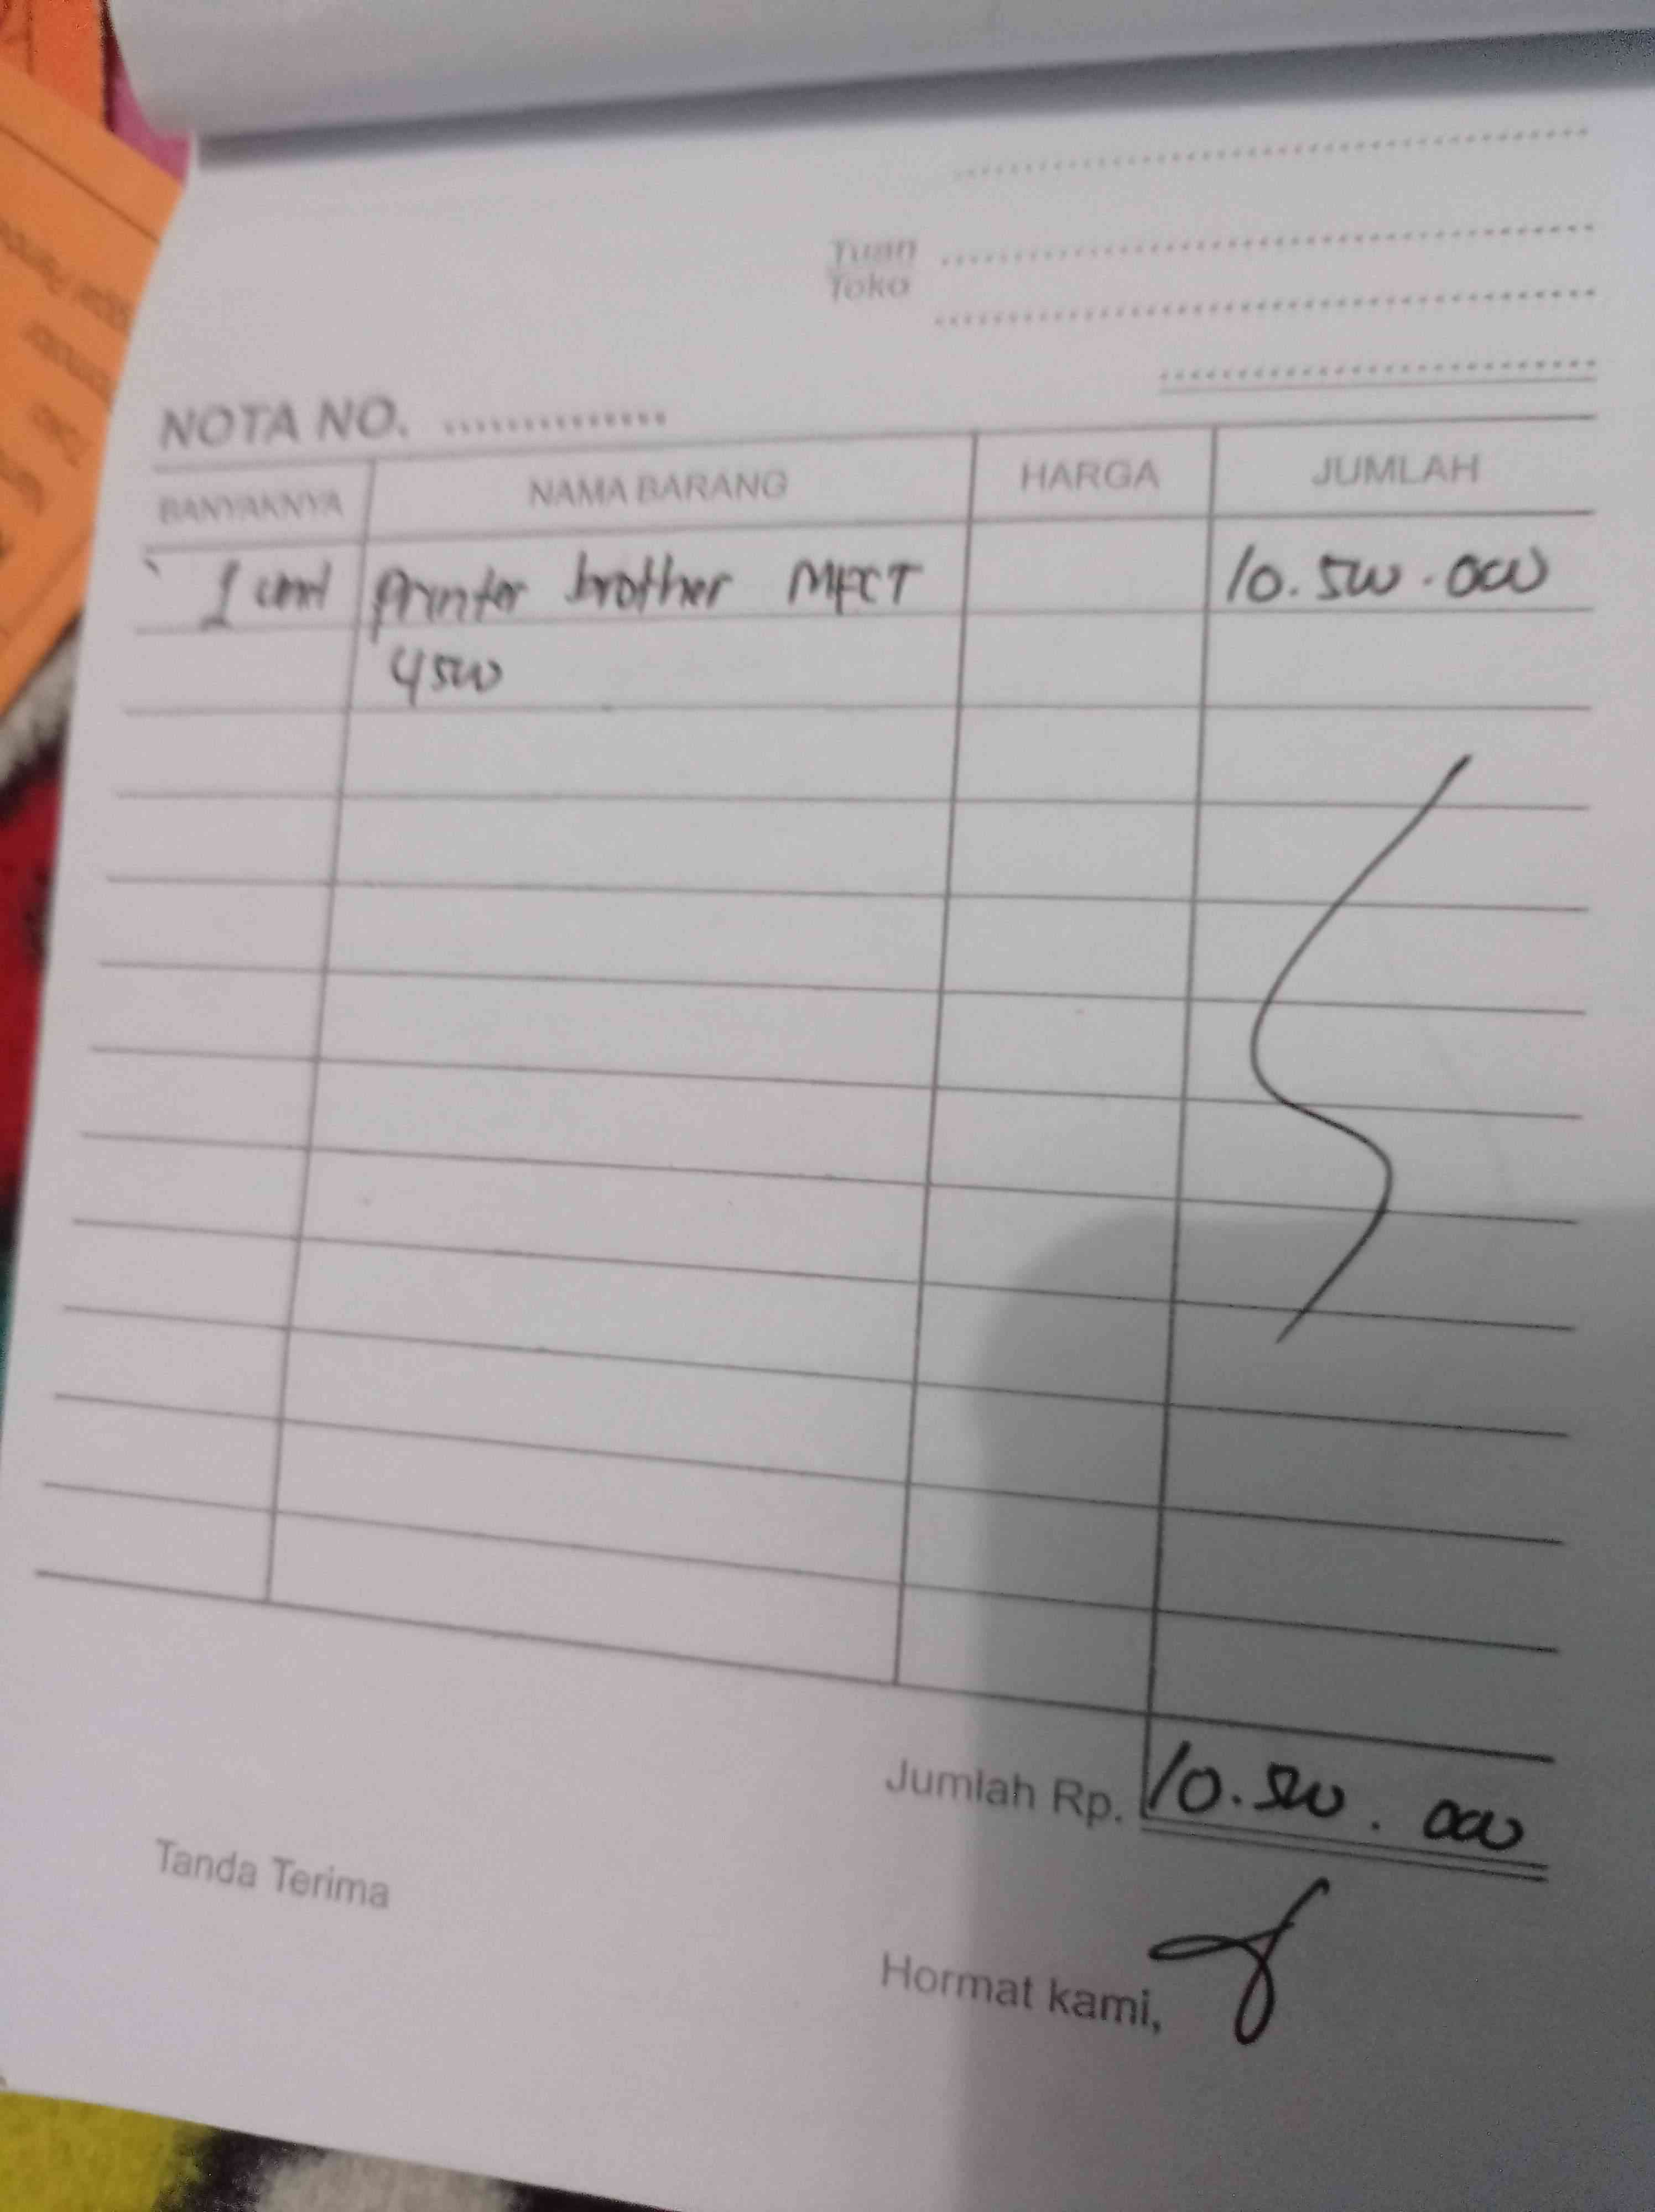 Tuan
Toko
NOTA NO.
BANYAKNYA NAMA BARANG HARGA JUMLAH
1 unit printer brother MFCT 10.500.000
4500
Jumlah Rp. 10.500.000
Tanda Terima
Hormat kami,